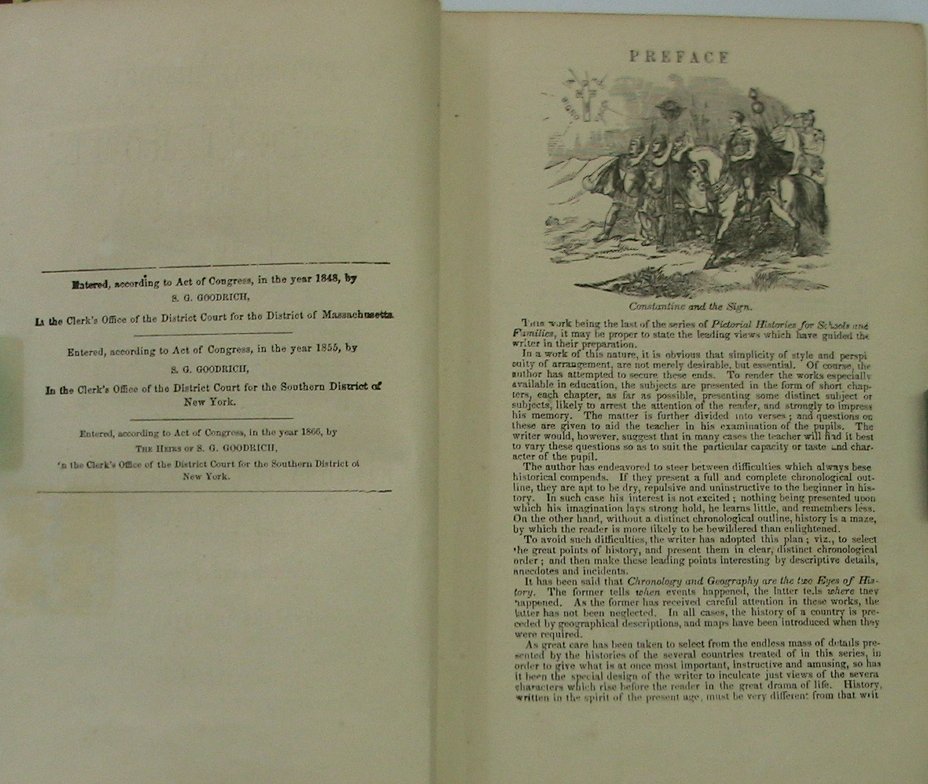 Entered, according to Act of Congress, in the year 1848, by
S. G. GOODRICH,
In the Clerk's Office of the District Court for the District of Massachusetts.
Entered, according to Act of Congress, in the year 1855, by
S. G. GOODRICH,
In the Clerk's Office of the District Court for the Southern District of
New York.
Entered, according to Act of Congress, in the year 1866, by
THE HEIRS OF S. G. GOODRICH,
In the Clerk's Office of the District Court for the Southern District of
New York.
PREFACE
Constantine and the Sign.
This work being the last of the series of Pictorial Histories for Schools and
Families, it may be proper to state the leading views which have guided the
writer in their preparation.
In a work of this nature, it is obvious that simplicity of style and perspi
cuity of arrangement, are not merely desirable, but essential. Of course, the
author has attempted to secure these ends. To render the works especially
available in education, the subjects are presented in the form of short chap-
ters, each chapter, as far as possible, presenting some distinct subject or
subjects, likely to arrest the attention of the reader, and strongly to impress
his memory. The matter is further divided into verses; and questions on
these are given to aid the teacher in his examination of the pupils. The
writer would, however, suggest that in many cases the teacher will find it best
to vary these questions so as to suit the particular capacity or taste and char-
acter of the pupil.
The author has endeavored to steer between difficulties which always bese
historical compends. If they present a full and complete chronological out-
line, they are apt to be dry, repulsive and uninstructive to the beginner in his-
tory. In such case his interest is not excited; nothing being presented upon
which his imagination lays strong hold, he learns little, and remembers less.
On the other hand, without a distinct chronological outline, history is a maze,
by which the reader is more likely to be bewildered than enlightened.
To avoid such difficulties, the writer has adopted this plan; viz., to select
the great points of history, and present them in clear, distinct chronological
order; and then make these leading points interesting by descriptive details,
anecdotes and incidents.
It has been said that Chronology and Geography are the two Eyes of His-
tory. The former tells when events happened, the latter tells where they
happened. As the former has received careful attention in these works, the
latter has not been neglected. In all cases, the history of a country is pre-
ceded by geographical descriptions, and maps have been introduced when they
were required.
As great care has been taken to select from the endless mass of details pre-
sented by the histories of the several countries treated of in this series, in
order to give what is at once most important, instructive and amusing, so has
it been the special design of the writer to inculcate just views of the severa
characters which rise before the reader in the great drama of life. History,
written in the spirit of the present age, must be very different from that writ